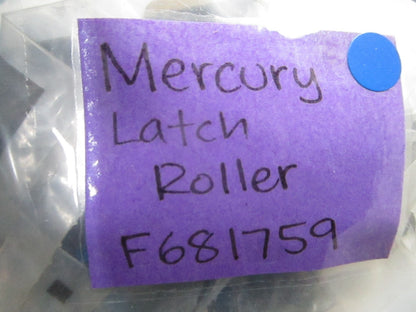 Mercury
Latch
Roller
F681759